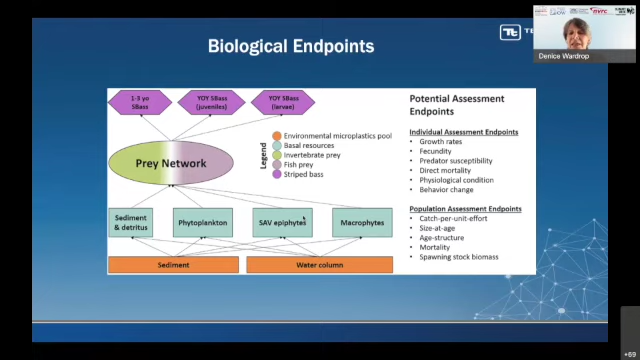 Biological Endpoints
Denice Wardrop
1-3 yo
SBass
YOY SBass
(juveniles)
YOY SBass
(larvae)
Prey Network
Legend
Environmental microplastics pool
Basal resources
Invertebrate prey
Fish prey
Striped bass
Sediment
& detritus
Phytoplankton
SAV epiphytes
Macrophytes
Sediment
Water column
Potential Assessment
Endpoints
Individual Assessment Endpoints
• Growth rates
• Fecundity
• Predator susceptibility
• Direct mortality
• Physiological condition
• Behavior change
Population Assessment Endpoints
• Catch-per-unit-effort
• Size-at-age
• Age-structure
• Mortality
• Spawning stock biomass
+69